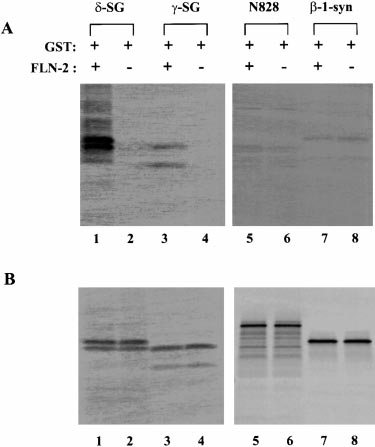 δ-SG γ-SG N828 β-1-syn
A
GST: + + + + + + + +
FLN-2: + - + - + - + -
1 2 3 4 5 6 7 8
B
1 2 3 4 5 6 7 8